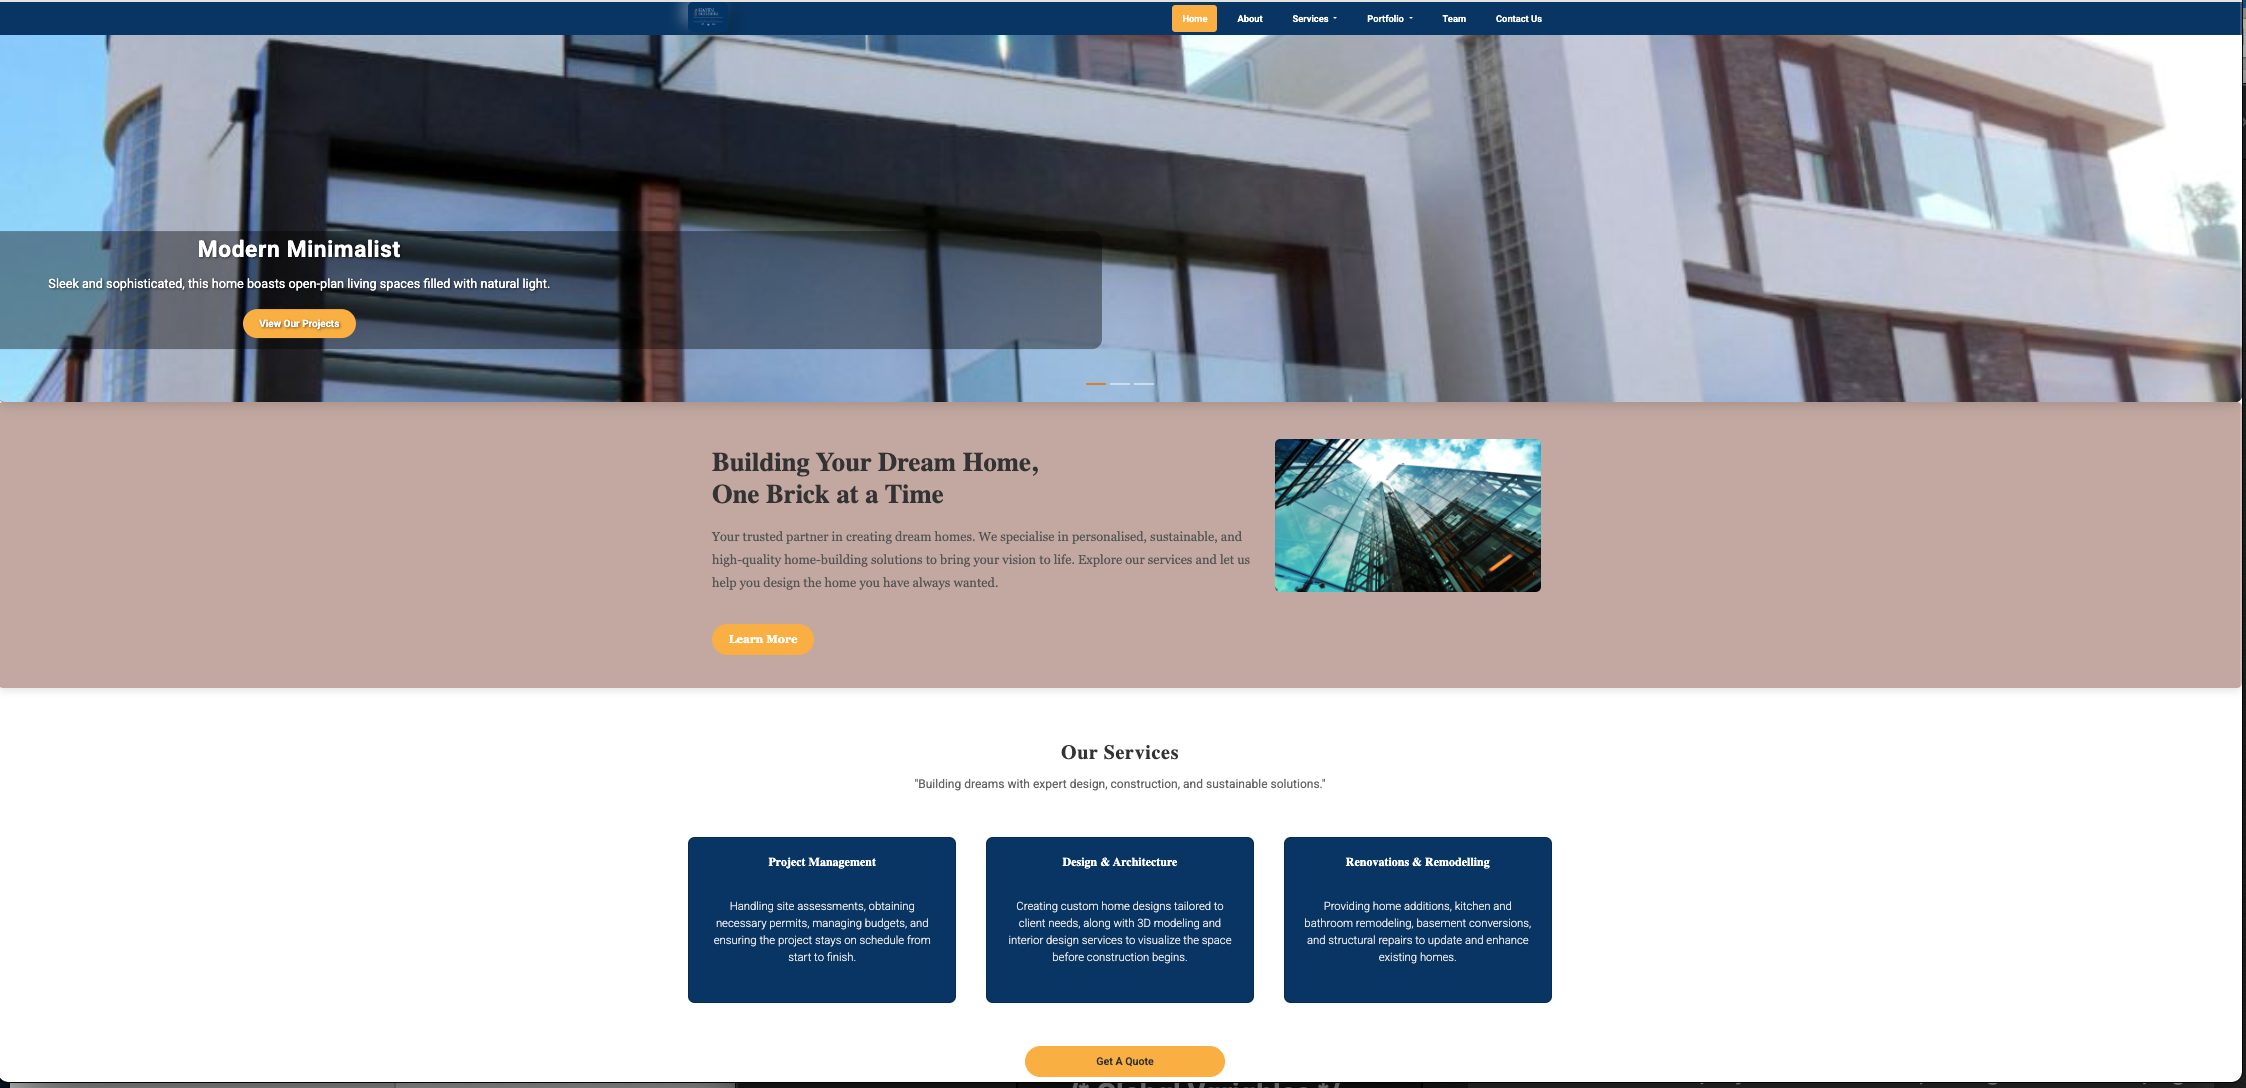 Home About Services Portfolio Team Contact Us
Modern Minimalist
Sleek and sophisticated, this home boasts open-plan living spaces filled with natural light.
View Our Projects
Building Your Dream Home,
One Brick at a Time
Your trusted partner in creating dream homes. We specialise in personalised, sustainable, and
high-quality home-building solutions to bring your vision to life. Explore our services and let us
help you design the home you have always wanted.
Learn More
Our Services
"Building dreams with expert design, construction, and sustainable solutions."
Project Management
Handling site assessments, obtaining
necessary permits, managing budgets, and
ensuring the project stays on schedule from
start to finish.
Design & Architecture
Creating custom home designs tailored to
client needs, along with 3D modeling and
interior design services to visualize the space
before construction begins.
Renovations & Remodelling
Providing home additions, kitchen and
bathroom remodeling, basement conversions,
and structural repairs to update and enhance
existing homes.
Get A Quote
/* Global Variables */